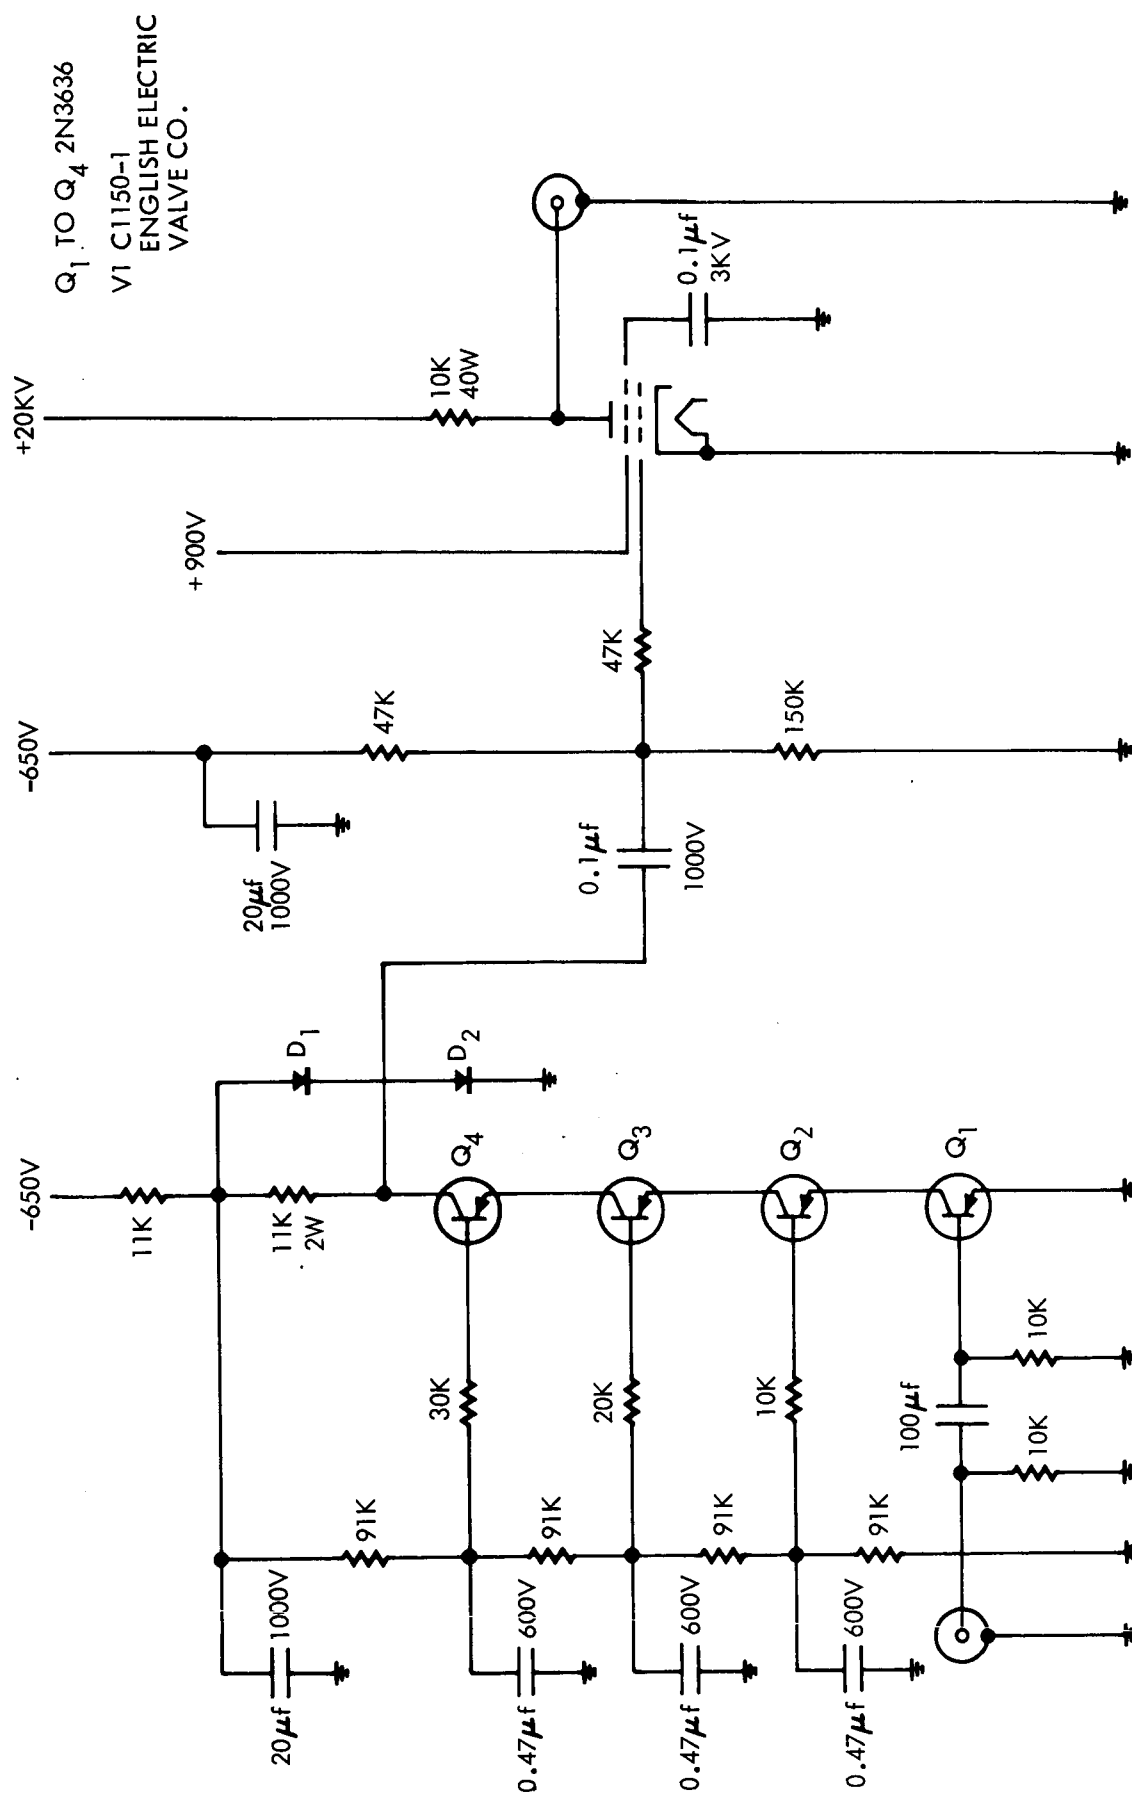 Q1 TO Q4 2N3636
V1 C1150-1
ENGLISH ELECTRIC
VALVE CO.
-650V
-650V
+900V
+20KV
11K
11K
2W
D1
D2
20μf
1000V
47K
10K
40W
0.1μf
3KV
0.1μf
1000V
47K
150K
Q4
Q3
Q2
Q1
30K
20K
10K
100μf
10K
10K
91K
91K
91K
91K
20μf
1000V
0.47μf
600V
0.47μf
600V
0.47μf
600V